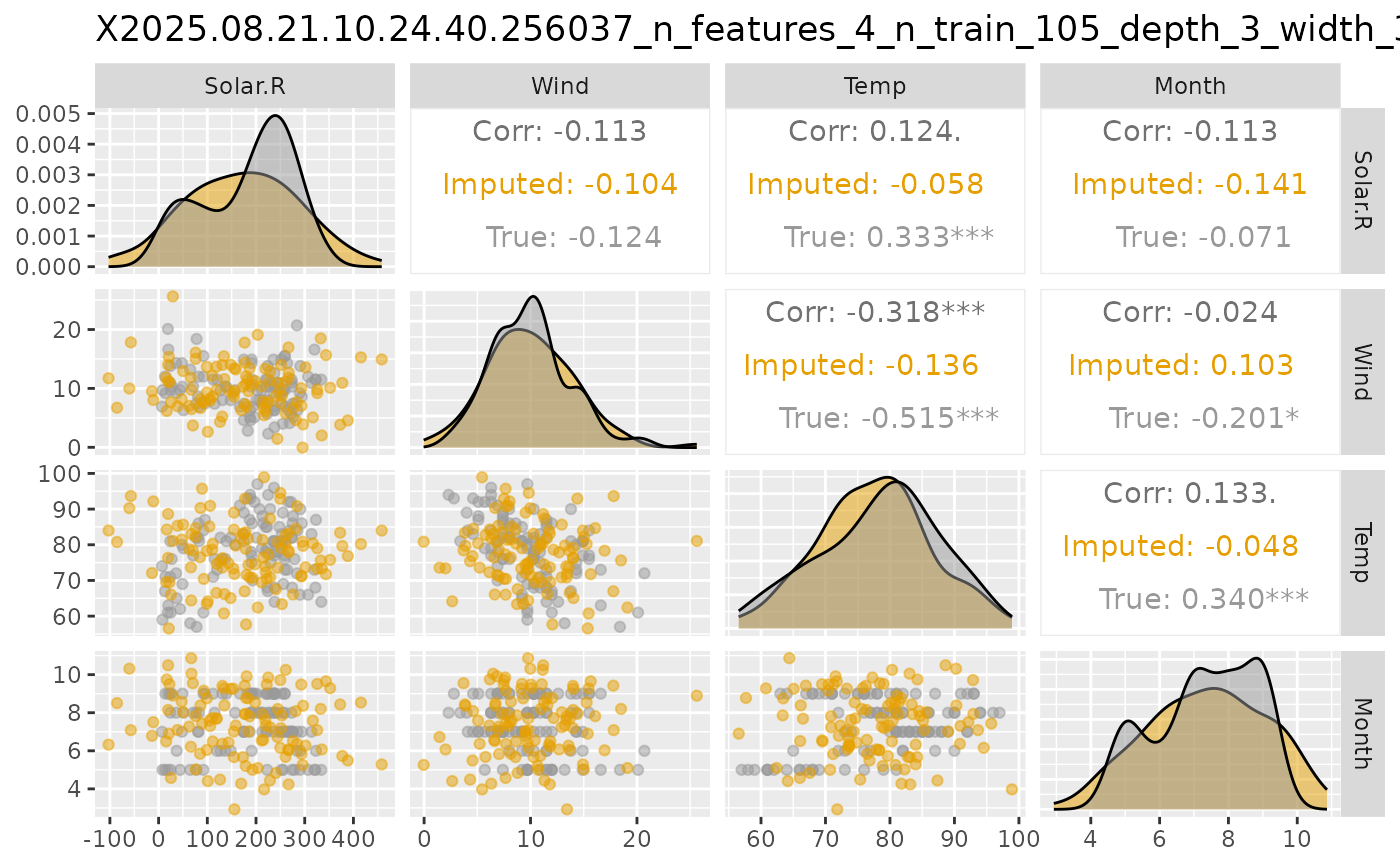 X2025.08.21.10.24.40.256037_n_features_4_n_train_105_depth_3_width_3
Solar.R Wind Temp Month
0.005
0.004
0.003
0.002
0.001
0.000
Corr: -0.113
Imputed: -0.104
True: -0.124
Corr: 0.124.
Imputed: -0.058
True: 0.333***
Corr: -0.113
Imputed: -0.141
True: -0.071
Solar.R
20
10
0
Corr: -0.318***
Imputed: -0.136
True: -0.515***
Corr: -0.024
Imputed: 0.103
True: -0.201*
Wind
100
90
80
70
60
Corr: 0.133.
Imputed: -0.048
True: 0.340***
Temp
10
8
6
4
Month
-100 0 100 200 300 400 0 10 20 60 70 80 90 100 4 6 8 10